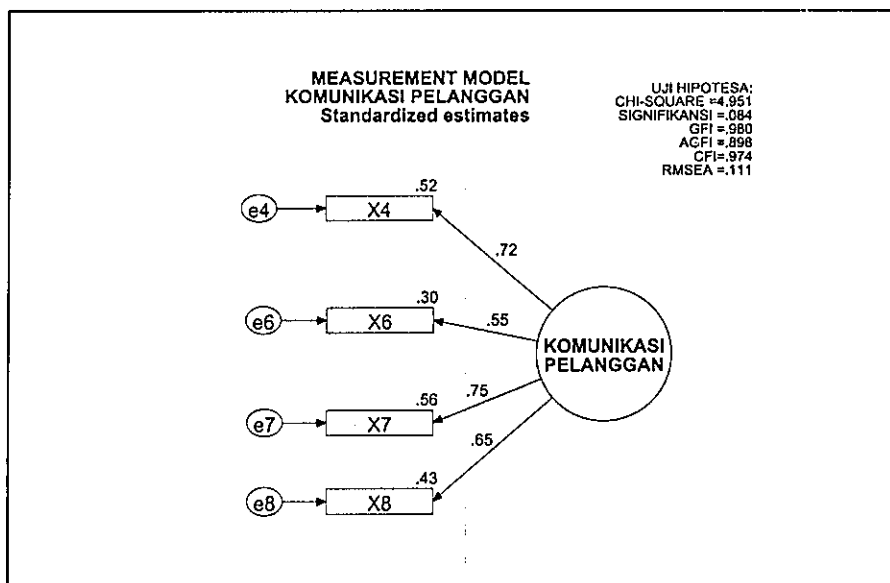 MEASUREMENT MODEL
KOMUNIKASI PELANGGAN
Standardized estimates
UJI HIPOTESA:
CHI-SQUARE =4,951
SIGNIFIKANSI =.084
GFI =.980
AGFI =.898
CFI=.974
RMSEA =.111
.52
e4
X4
.72
.30
e6
X6
.55
KOMUNIKASI
PELANGGAN
.56
.75
e7
X7
.65
.43
e8
X8